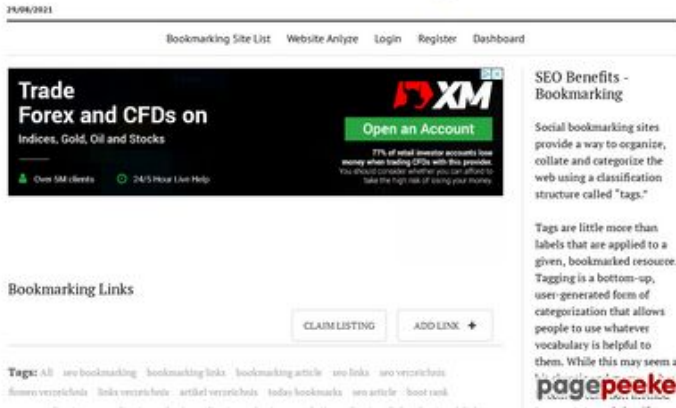 29/08/2021
Bookmarking Site List Website Anlyze Login Register Dashboard
Trade
Forex and CFDs on
Indices, Gold, Oil and Stocks
Over 5M clients 24/5 Hour Live Help
XM
Open an Account
77% of retail investor accounts lose
money when trading CFDs with this provider.
You should consider whether you can afford to
take the high risk of losing your money.
Bookmarking Links
CLAIM LISTING ADD LINK +
Tags: All seo bookmarking bookmarking links bookmarking article seo links seo verzeichnis
firmen verzeichnis links verzeichnis artikel verzeichnis today bookmarks seo article boost rank
SEO Benefits -
Bookmarking
Social bookmarking sites
provide a way to organize,
collate and categorize the
web using a classification
structure called “tags.”
Tags are little more than
labels that are applied to a
given, bookmarked resource.
Tagging is a bottom-up,
user-generated form of
categorization that allows
people to use whatever
vocabulary is helpful to
them. While this may seem a
pagepeeke